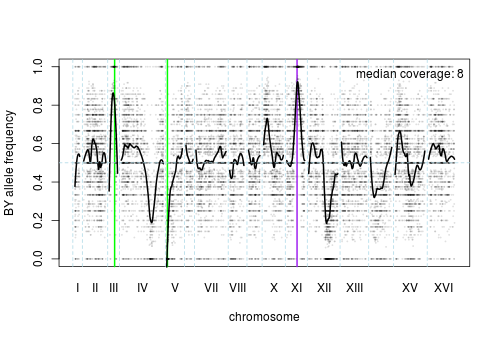 median coverage: 8
BY allele frequency
1.0
0.8
0.6
0.4
0.2
0.0
I II III IV V VII VIII X XI XII XIII XV XVI
chromosome